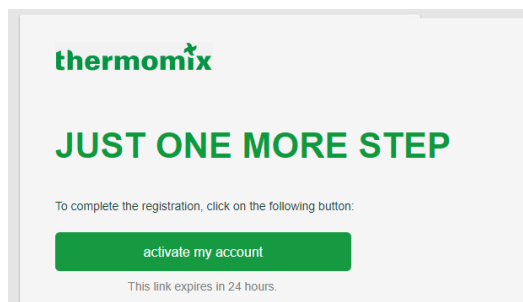 thermomix
JUST ONE MORE STEP
To complete the registration, click on the following button:
activate my account
This link expires in 24 hours.